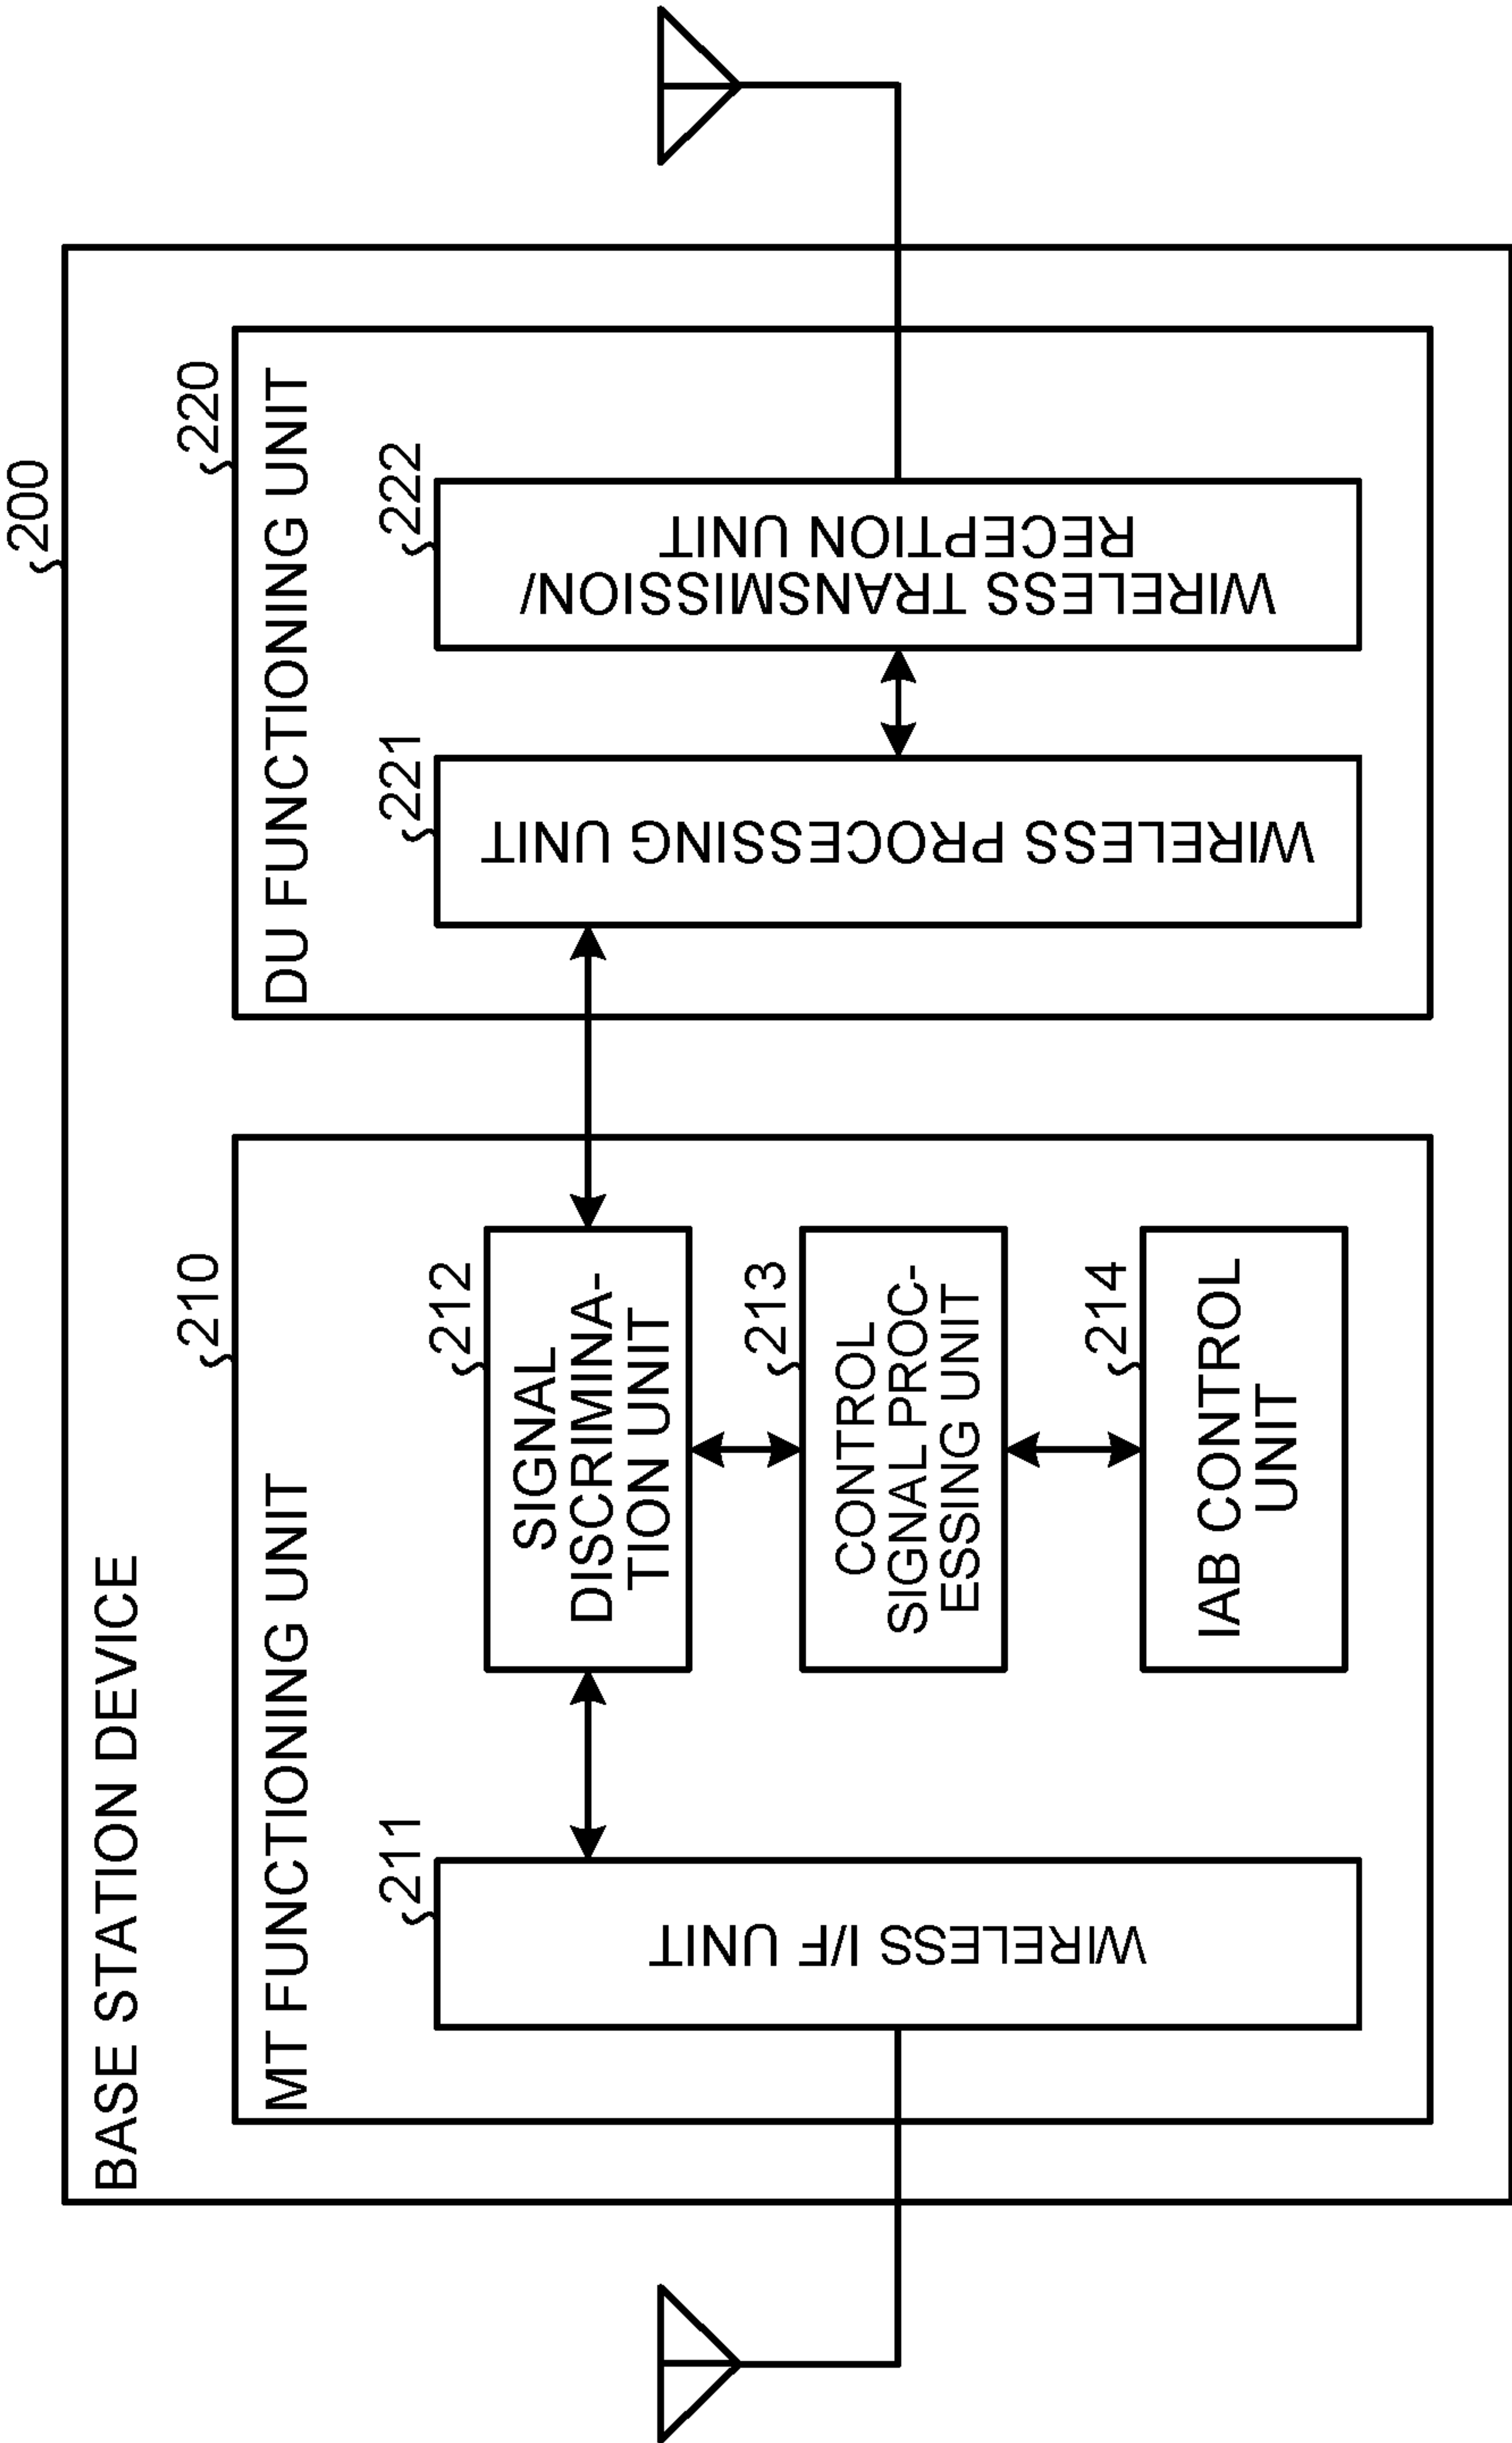 200
BASE STATION DEVICE
210
MT FUNCTIONING UNIT
211
WIRELESS I/F UNIT
212
SIGNAL
DISCRIMINA-
TION UNIT
213
CONTROL
SIGNAL PROC-
ESSING UNIT
214
IAB CONTROL
UNIT
220
DU FUNCTIONING UNIT
221
WIRELESS PROCESSING UNIT
222
WIRELESS TRANSMISSION/
RECEPTION UNIT